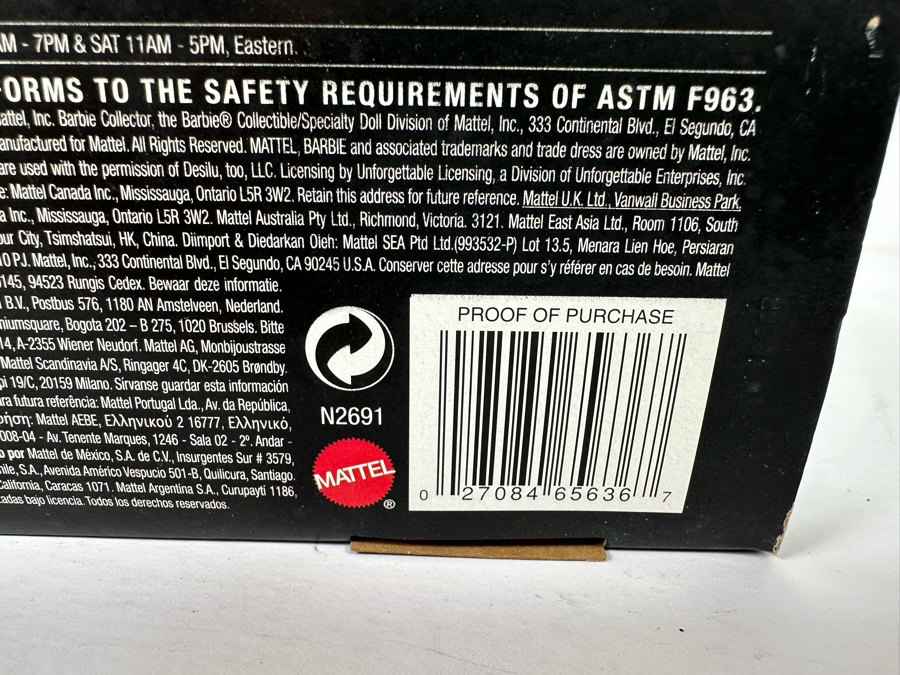 AM - 7PM & SAT 11AM - 5PM, Eastern.
FORMS TO THE SAFETY REQUIREMENTS OF ASTM F963.
Mattel, Inc. Barbie Collector, the Barbie® Collectible/Specialty Doll Division of Mattel, Inc., 333 Continental Blvd., El Segundo, CA
anufactured for Mattel. All Rights Reserved. MATTEL, BARBIE and associated trademarks and trade dress are owned by Mattel, Inc.
are used with the permission of Desilu, too, LLC. Licensing by Unforgettable Licensing, a Division of Unforgettable Enterprises, Inc.
e: Mattel Canada Inc., Mississauga, Ontario L5R 3W2. Retain this address for future reference. Mattel U.K. Ltd., Vanwall Business Park,
a Inc., Mississauga, Ontario L5R 3W2. Mattel Australia Pty Ltd., Richmond, Victoria. 3121. Mattel East Asia Ltd., Room 1106, South
our City, Tsimshatsui, HK, China. Diimport & Diedarkan Oleh: Mattel SEA Ptd Ltd.(993532-P) Lot 13.5, Menara Lien Hoe, Persiaran
0 PJ. Mattel, Inc., 333 Continental Blvd., El Segundo, CA 90245 U.S.A. Conserver cette adresse pour s'y référer en cas de besoin. Mattel
145, 94523 Rungis Cedex. Bewaar deze informatie.
B.V., Postbus 576, 1180 AN Amstelveen, Nederland.
niumsquare, Bogota 202 – B 275, 1020 Brussels. Bitte
14, A-2355 Wiener Neudorf. Mattel AG, Monbijoustrasse
Mattel Scandinavia A/S, Ringager 4C, DK-2605 Brøndby.
pi 19/C, 20159 Milano. Sirvanse guardar esta información
ra futura referência: Mattel Portugal Lda., Av. da República,
ρήση: Mattel AEBE, Ελληνικού 2 16777, Ελληνικό,
008-04 - Av. Tenente Marques, 1246 - Sala 02 - 2º. Andar -
o por Mattel de México, S.A. de C.V., Insurgentes Sur # 3579,
hile, S.A., Avenida Américo Vespucio 501-B, Quilicura, Santiago.
California, Caracas 1071. Mattel Argentina S.A., Curupaytí 1186,
cadas bajo licencia. Todos los derechos reservados.
N2691
MATTEL
®
PROOF OF PURCHASE
0 27084 65636 7